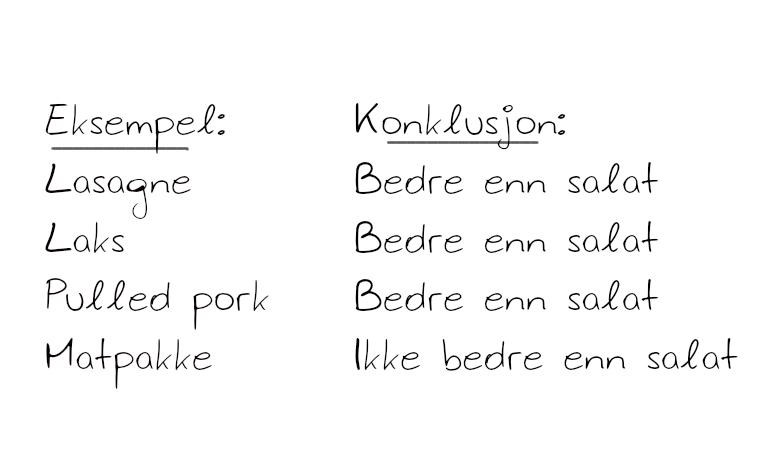 Eksempel: Konklusjon:
Lasagne Bedre enn salat
Laks Bedre enn salat
Pulled pork Bedre enn salat
Matpakke Ikke bedre enn salat